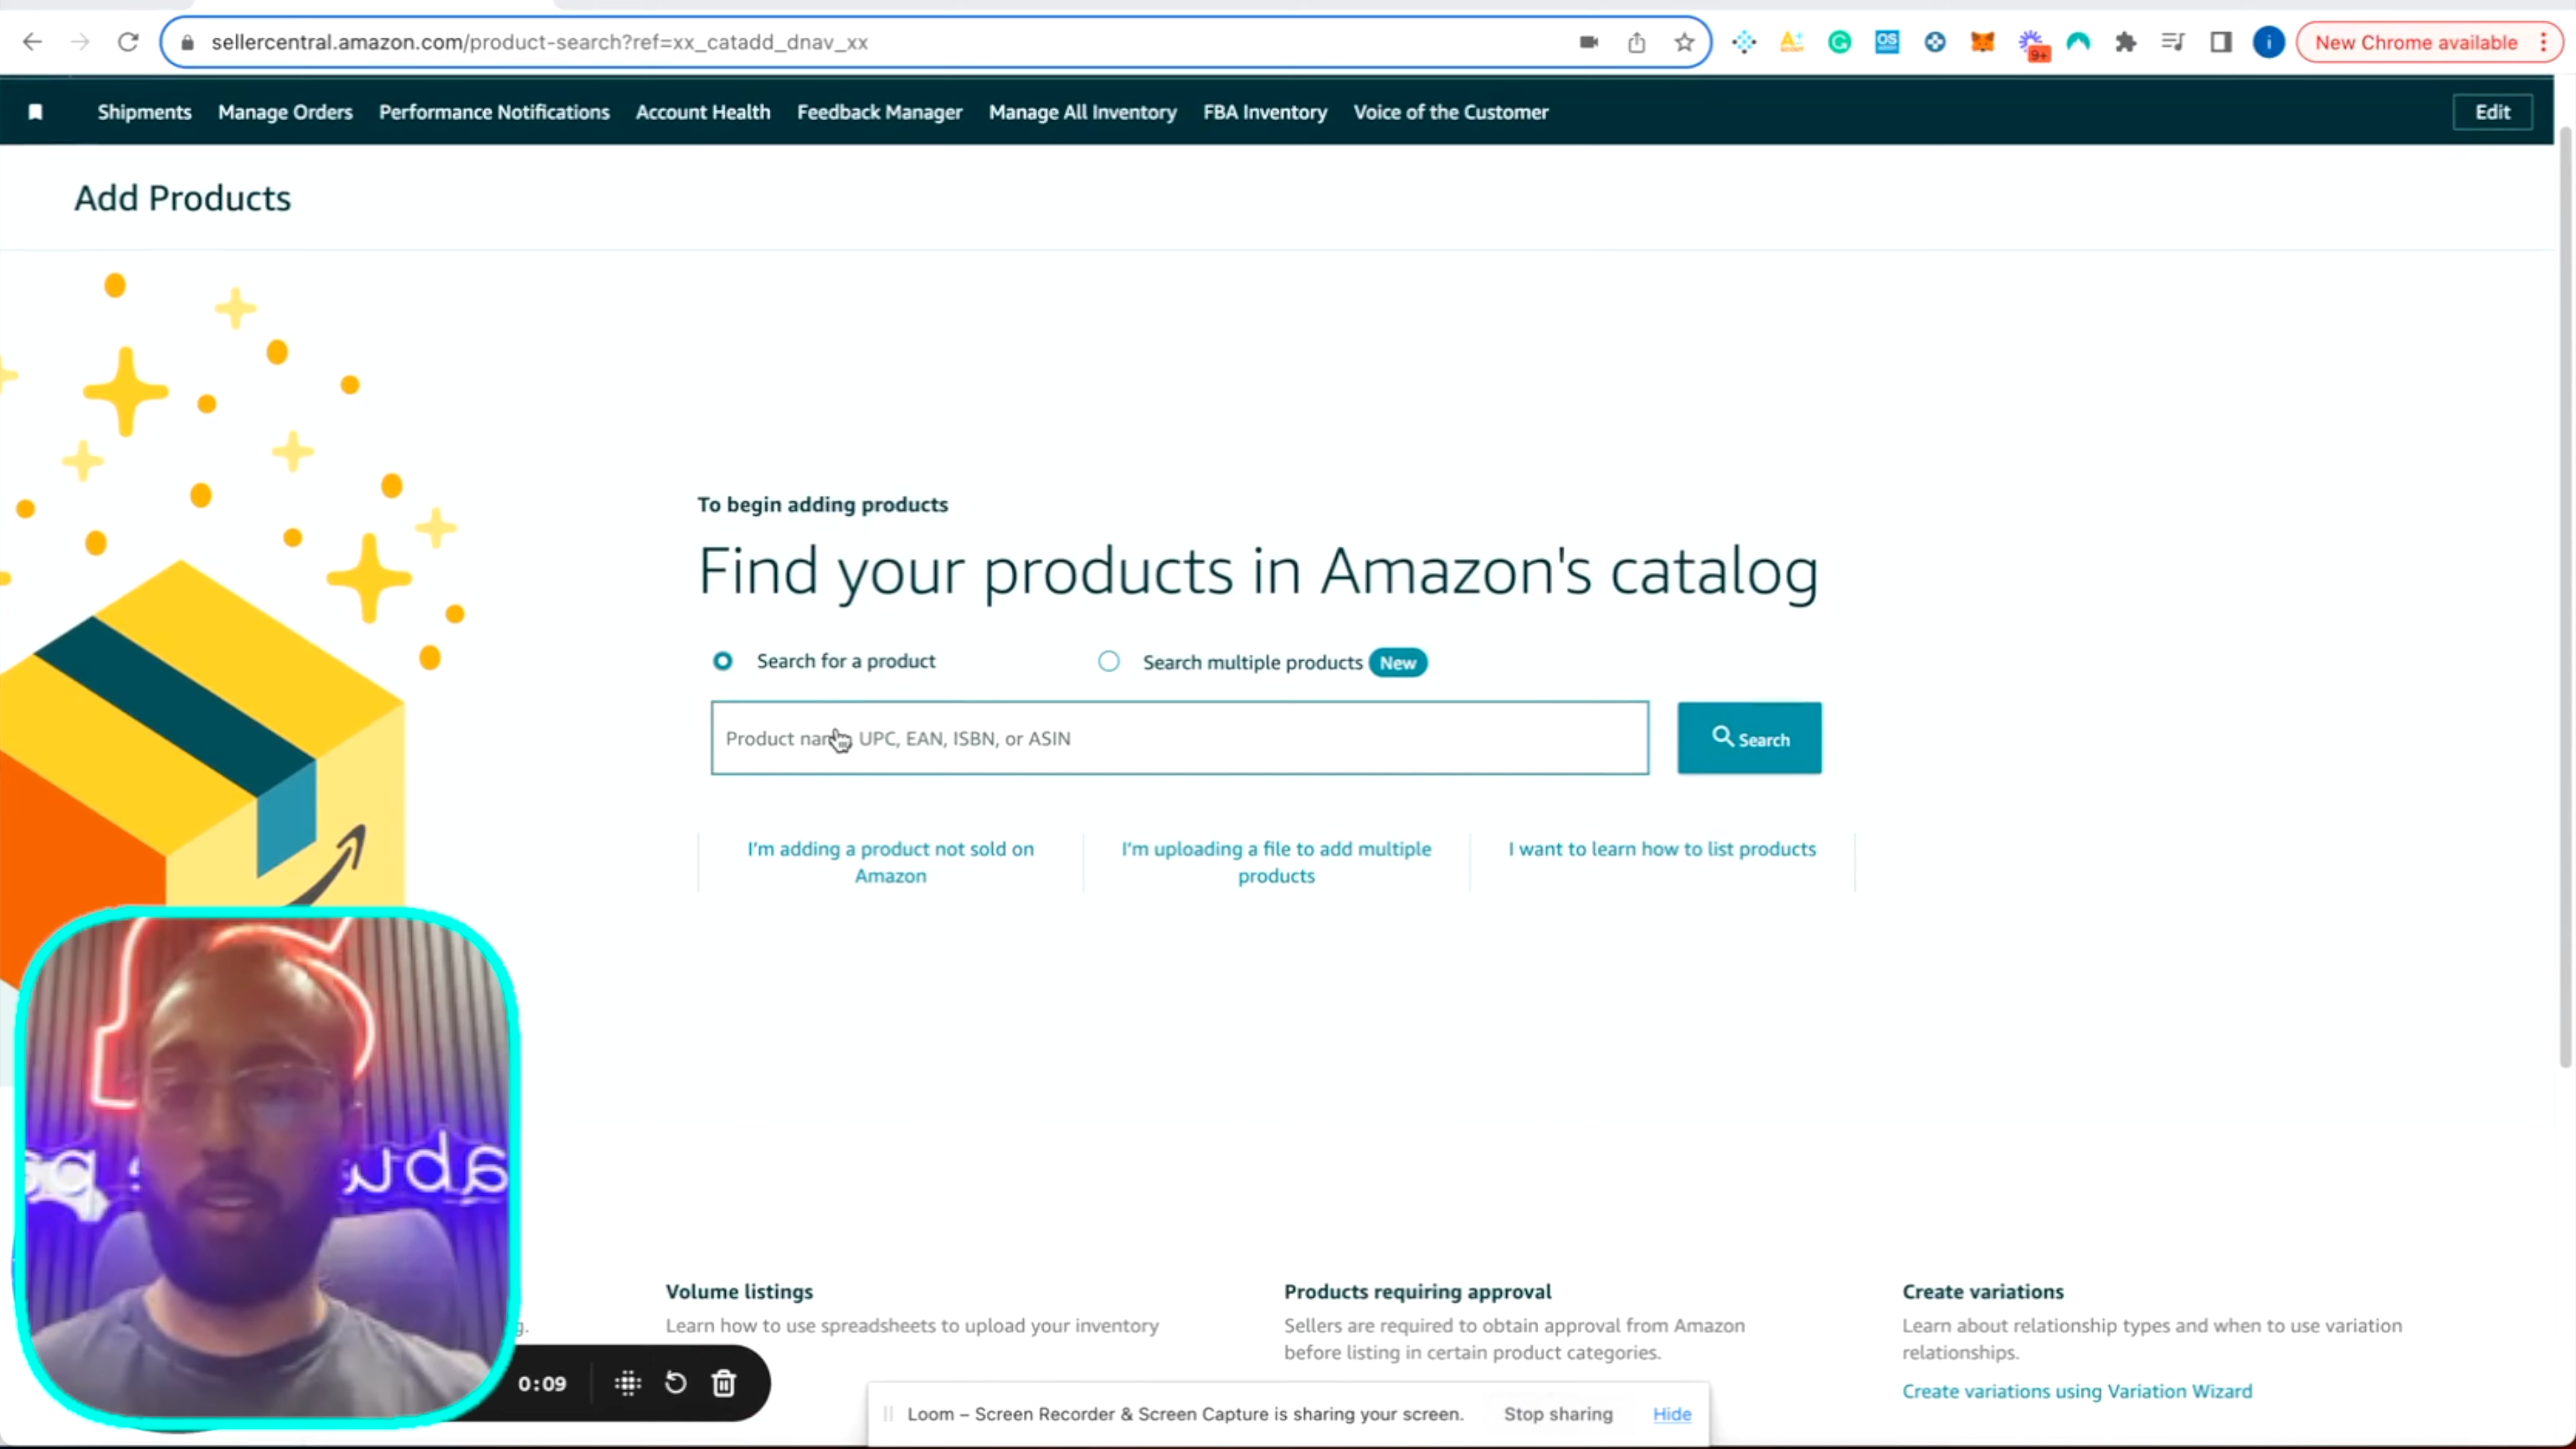 sellercentral.amazon.com/product-search?ref=xx_catadd_dnav_xx
OS
9+
i
New Chrome available
Shipments Manage Orders Performance Notifications Account Health Feedback Manager Manage All Inventory FBA Inventory Voice of the Customer Edit
Add Products
To begin adding products
Find your products in Amazon's catalog
Search for a product
Search multiple products New
Product UPC, EAN, ISBN, or ASIN
Search
I'm adding a product not sold on
Amazon
I'm uploading a file to add multiple
products
I want to learn how to list products
Volume listings
Learn how to use spreadsheets to upload your inventory
Products requiring approval
Sellers are required to obtain approval from Amazon
before listing in certain product categories.
Create variations
Learn about relationship types and when to use variation
relationships.
Create variations using Variation Wizard
0:09
Loom – Screen Recorder & Screen Capture is sharing your screen. Stop sharing Hide